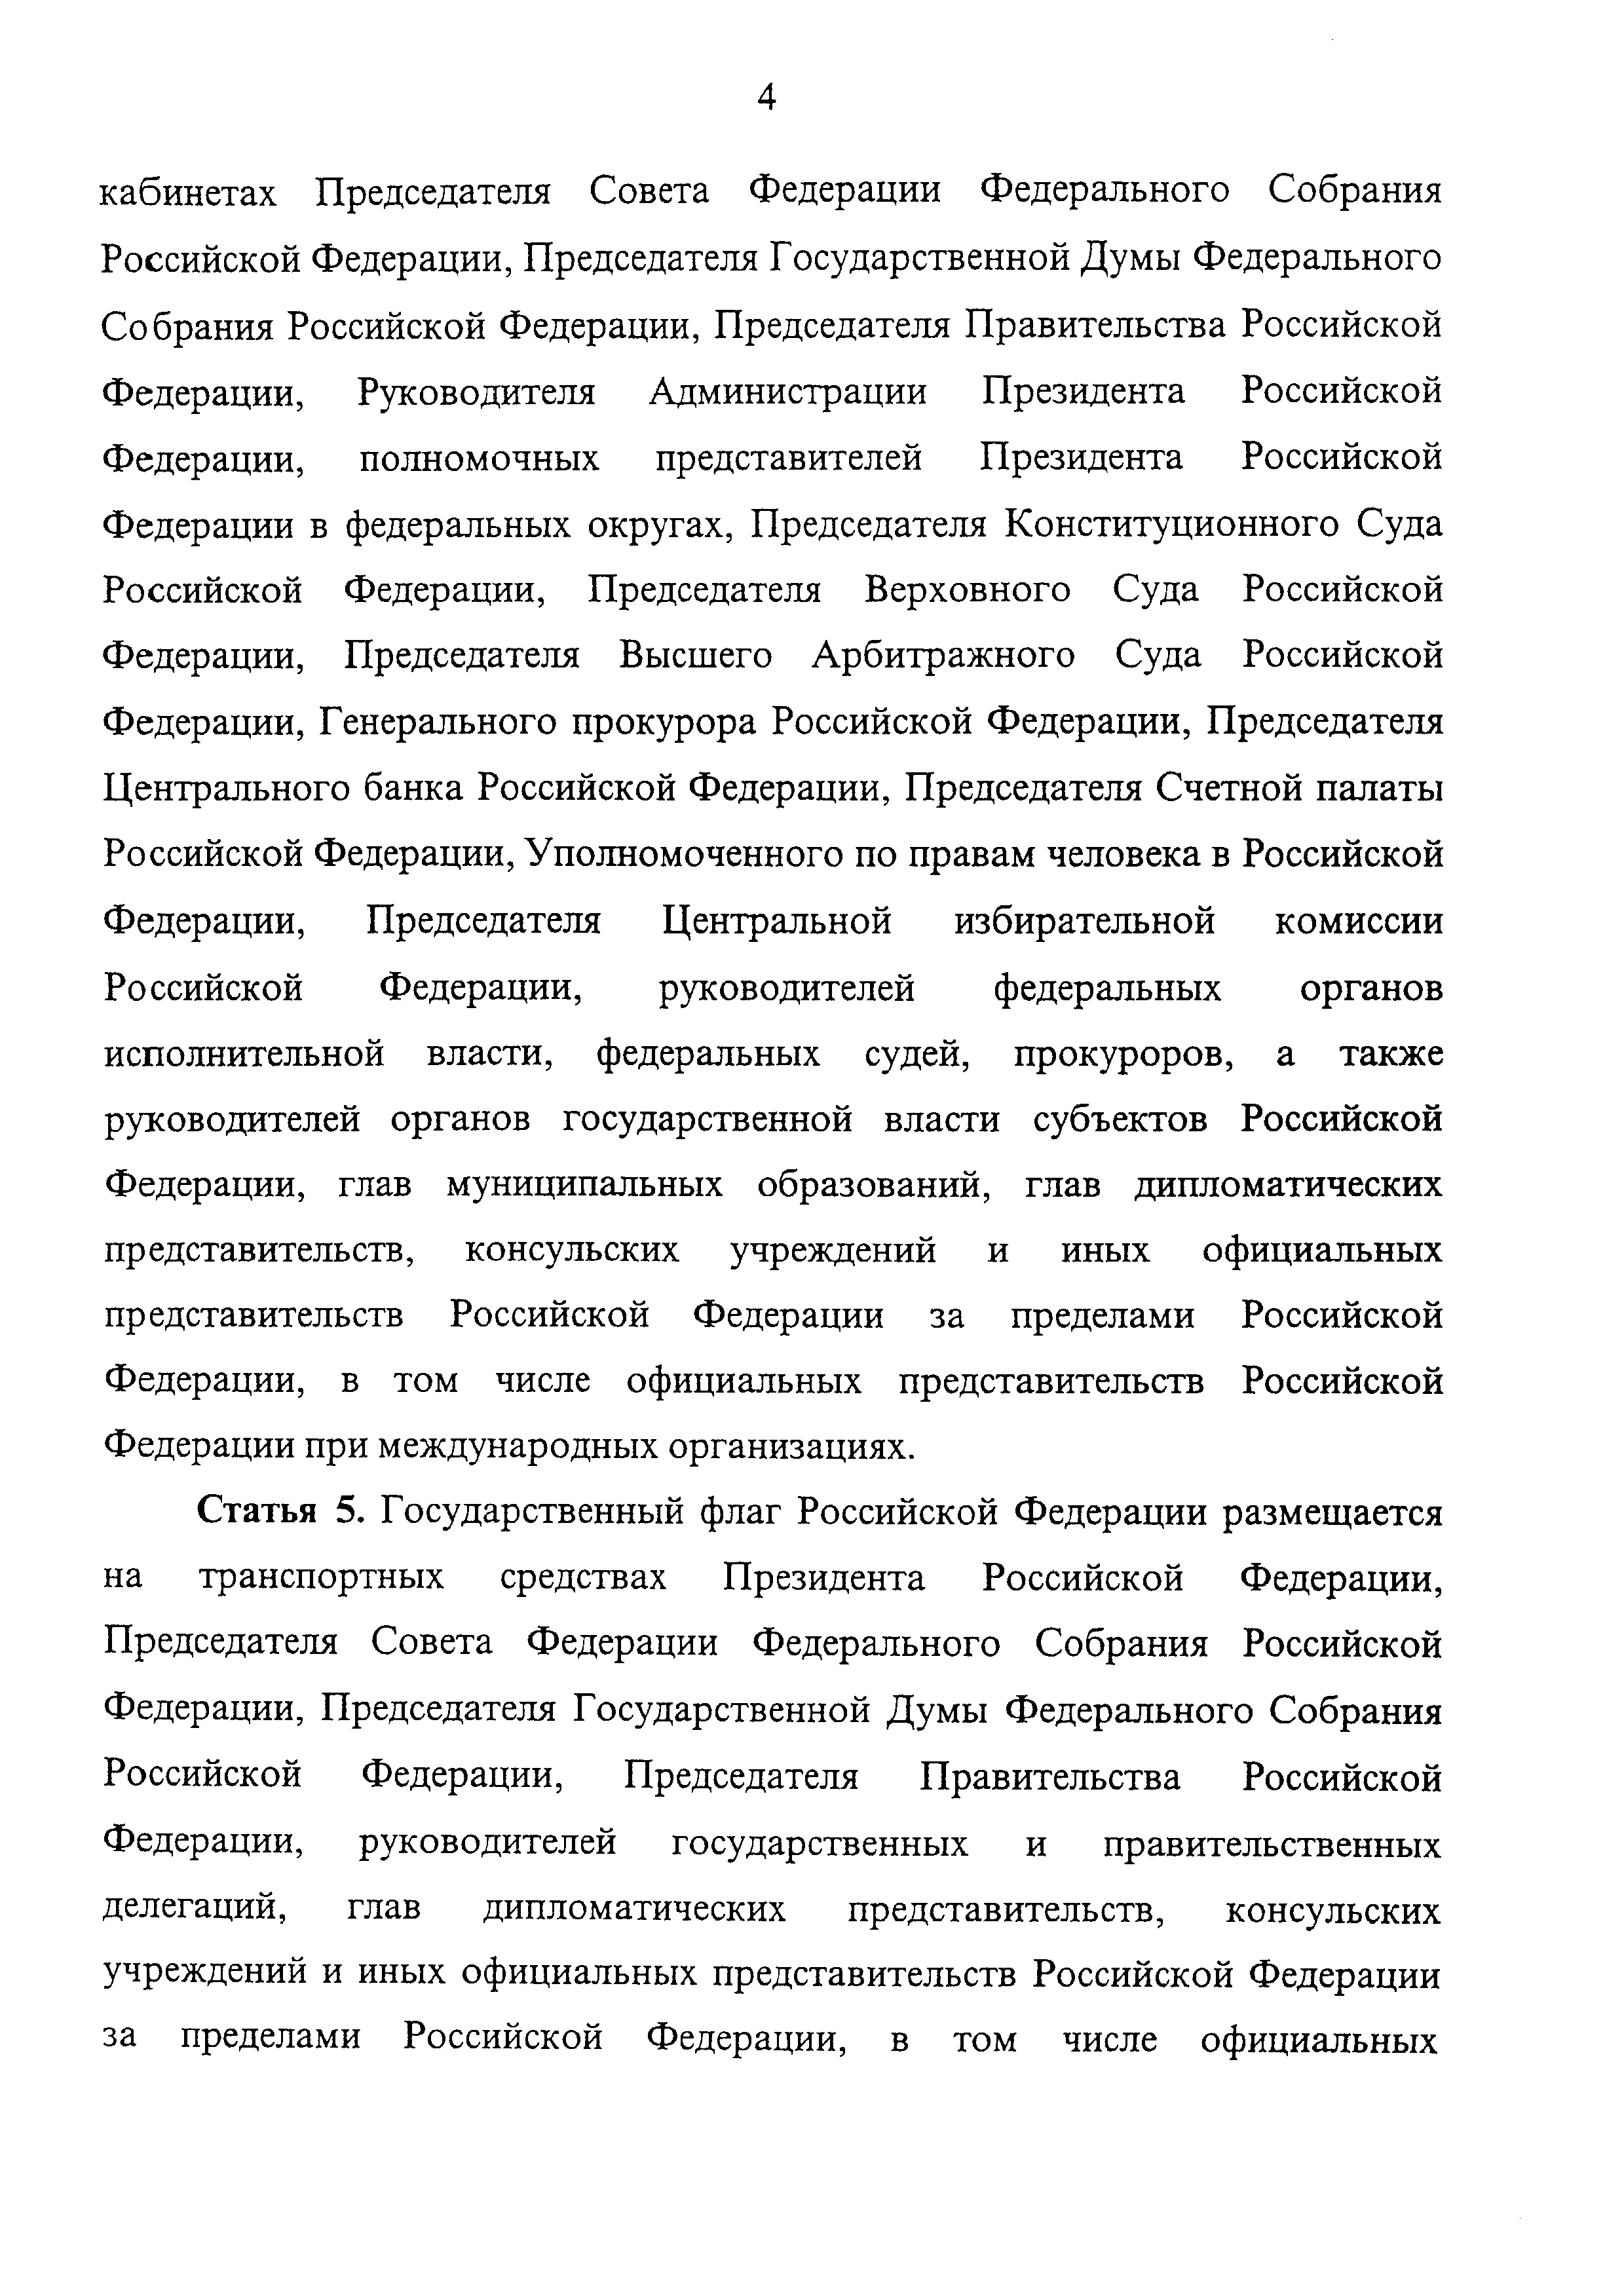 4
кабинетах Председателя Совета Федерации Федерального Собрания
Российской Федерации, Председателя Государственной Думы Федерального
Собрания Российской Федерации, Председателя Правительства Российской
Федерации, Руководителя Администрации Президента Российской
Федерации, полномочных представителей Президента Российской
Федерации в федеральных округах, Председателя Конституционного Суда
Российской Федерации, Председателя Верховного Суда Российской
Федерации, Председателя Высшего Арбитражного Суда Российской
Федерации, Генерального прокурора Российской Федерации, Председателя
Центрального банка Российской Федерации, Председателя Счетной палаты
Российской Федерации, Уполномоченного по правам человека в Российской
Федерации, Председателя Центральной избирательной комиссии
Российской Федерации, руководителей федеральных органов
исполнительной власти, федеральных судей, прокуроров, а также
руководителей органов государственной власти субъектов Российской
Федерации, глав муниципальных образований, глав дипломатических
представительств, консульских учреждений и иных официальных
представительств Российской Федерации за пределами Российской
Федерации, в том числе официальных представительств Российской
Федерации при международных организациях.
Статья 5. Государственный флаг Российской Федерации размещается
на транспортных средствах Президента Российской Федерации,
Председателя Совета Федерации Федерального Собрания Российской
Федерации, Председателя Государственной Думы Федерального Собрания
Российской Федерации, Председателя Правительства Российской
Федерации, руководителей государственных и правительственных
делегаций, глав дипломатических представительств, консульских
учреждений и иных официальных представительств Российской Федерации
за пределами Российской Федерации, в том числе официальных